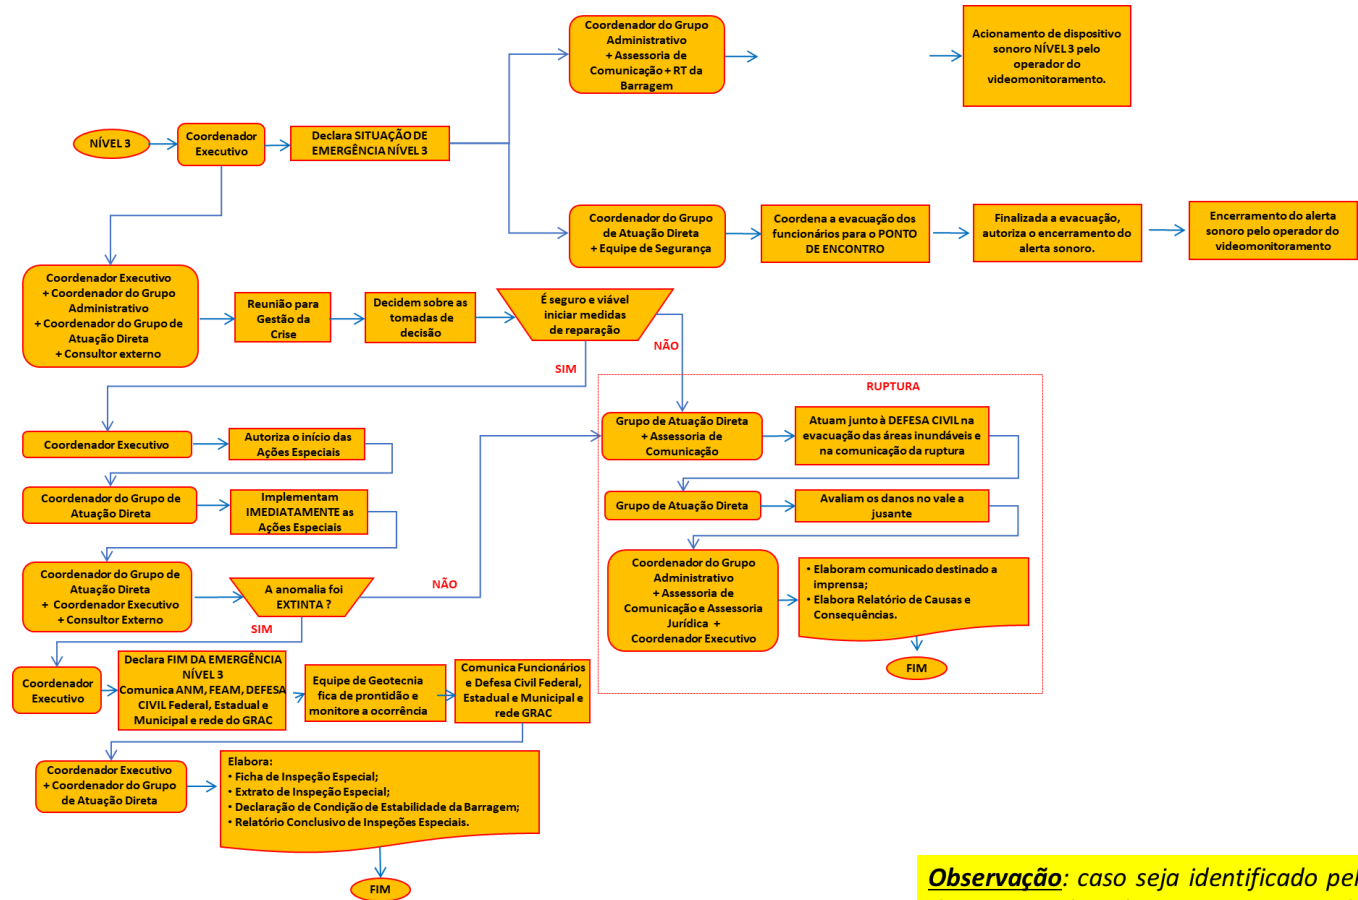 Coordenador do Grupo
Administrativo
+ Assessoria de
Comunicação + RT da
Barragem
Acionamento de dispositivo
sonoro NÍVEL 3 pelo
operador do
videomonitoramento.
NÍVEL 3
Coordenador
Executivo
Declara SITUAÇÃO DE
EMERGÊNCIA NÍVEL 3
Coordenador do Grupo
de Atuação Direta
+ Equipe de Segurança
Coordena a evacuação dos
funcionários para o PONTO
DE ENCONTRO
Finalizada a evacuação,
autoriza o encerramento do
alerta sonoro.
Encerramento do alerta
sonoro pelo operador do
videomonitoramento
Coordenador Executivo
+ Coordenador do Grupo
Administrativo
+ Coordenador do Grupo de
Atuação Direta
+ Consultor externo
Reunião para
Gestão da
Crise
Decidem sobre as
tomadas de
decisão
É seguro e viável
iniciar medidas
de reparação
NÃO
SIM
RUPTURA
Coordenador Executivo
Autoriza o início das
Ações Especiais
Grupo de Atuação Direta
+ Assessoria de
Comunicação
Atuam junto à DEFESA CIVIL na
evacuação das áreas inundáveis e
na comunicação da ruptura
Coordenador do Grupo de
Atuação Direta
Implementam
IMEDIATAMENTE as
Ações Especiais
Grupo de Atuação Direta
Avaliam os danos no vale a
jusante
Coordenador do Grupo de
Atuação Direta
+ Coordenador Executivo
+ Consultor Externo
A anomalia foi
EXTINTA ?
NÃO
SIM
Coordenador do Grupo
Administrativo
+ Assessoria de
Comunicação e Assessoria
Jurídica +
Coordenador Executivo
• Elaboram comunicado destinado a
imprensa;
• Elabora Relatório de Causas e
Consequências.
FIM
Coordenador
Executivo
Declara FIM DA EMERGÊNCIA
NÍVEL 3
Comunica ANM, FEAM, DEFESA
CIVIL Federal, Estadual e
Municipal e rede do GRAC
Equipe de Geotecnia
fica de prontidão e
monitore a ocorrência
Comunica Funcionários
e Defesa Civil Federal,
Estadual e Municipal e
rede GRAC
Coordenador Executivo
+ Coordenador do Grupo
de Atuação Direta
Elabora:
• Ficha de Inspeção Especial;
• Extrato de Inspeção Especial;
• Declaração de Condição de Estabilidade da Barragem;
• Relatório Conclusivo de Inspeções Especiais.
FIM
Observação: caso seja identificado pel